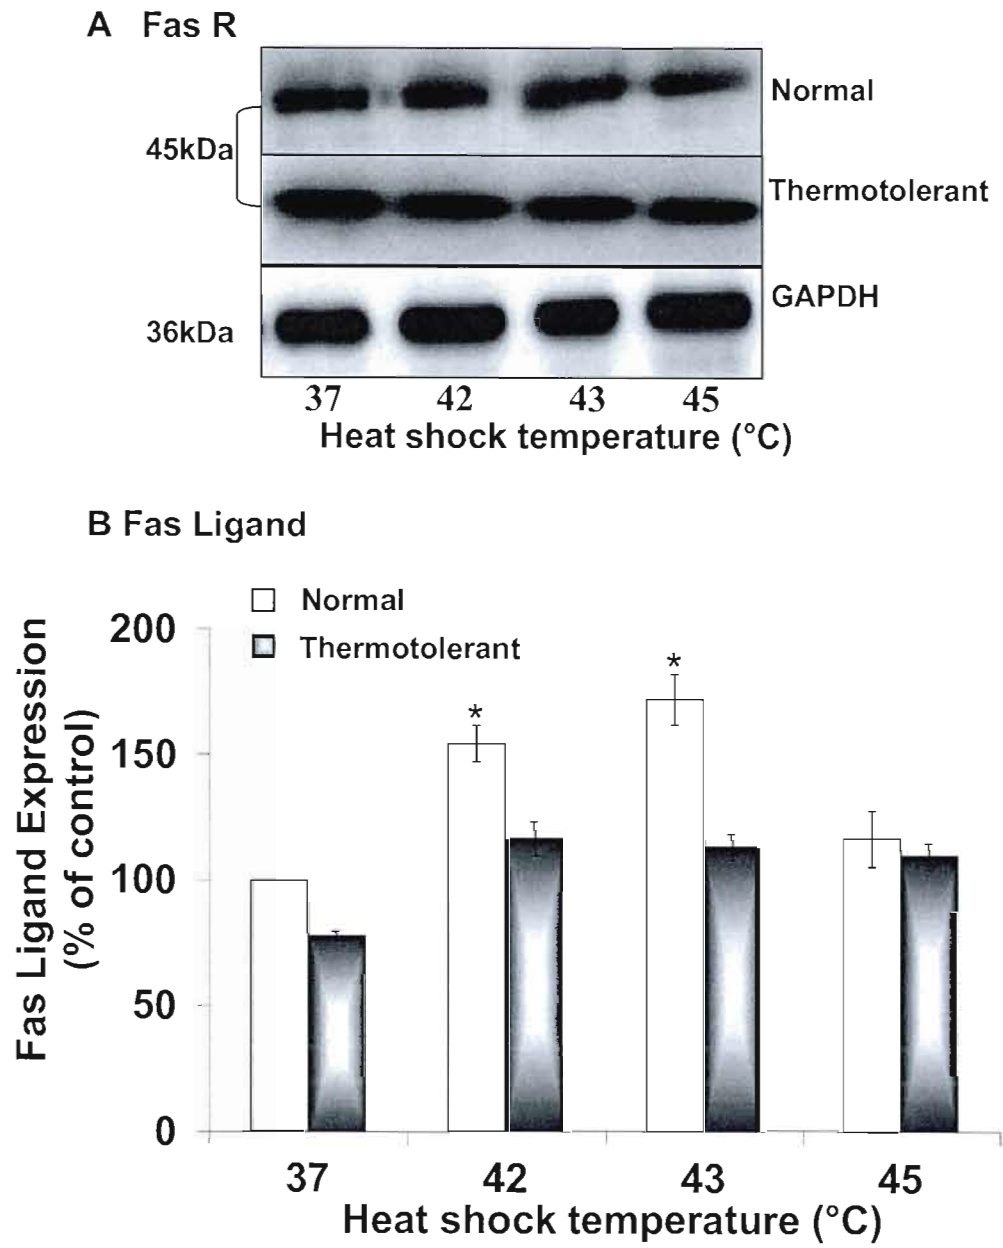 A Fas R
Normal
45kDa
Thermotolerant
GAPDH
36kDa
37 42 43 45
Heat shock temperature (°C)
B Fas Ligand
Normal
Thermotolerant
Fas Ligand Expression
(% of control)
200
150
100
50
0
* *
37 42 43 45
Heat shock temperature (°C)